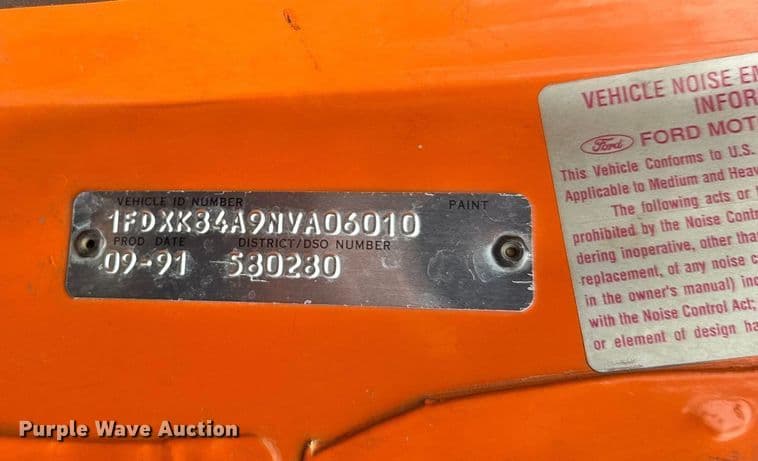 VEHICLE ID NUMBER PAINT
1FDXK84A9NVA06010
PROD DATE DISTRICT/DSO NUMBER
09-91 580280
VEHICLE NOISE
INFOR
Ford FORD MOT
This Vehicle Conforms to U.S.
Applicable to Medium and Heav
The following acts or
prohibited by the Noise Contr
dering inoperative, other tha
replacement, of any noise c
in the owner's manual) inc
with the Noise Control Act;
or element of design ha
Purple Wave Auction